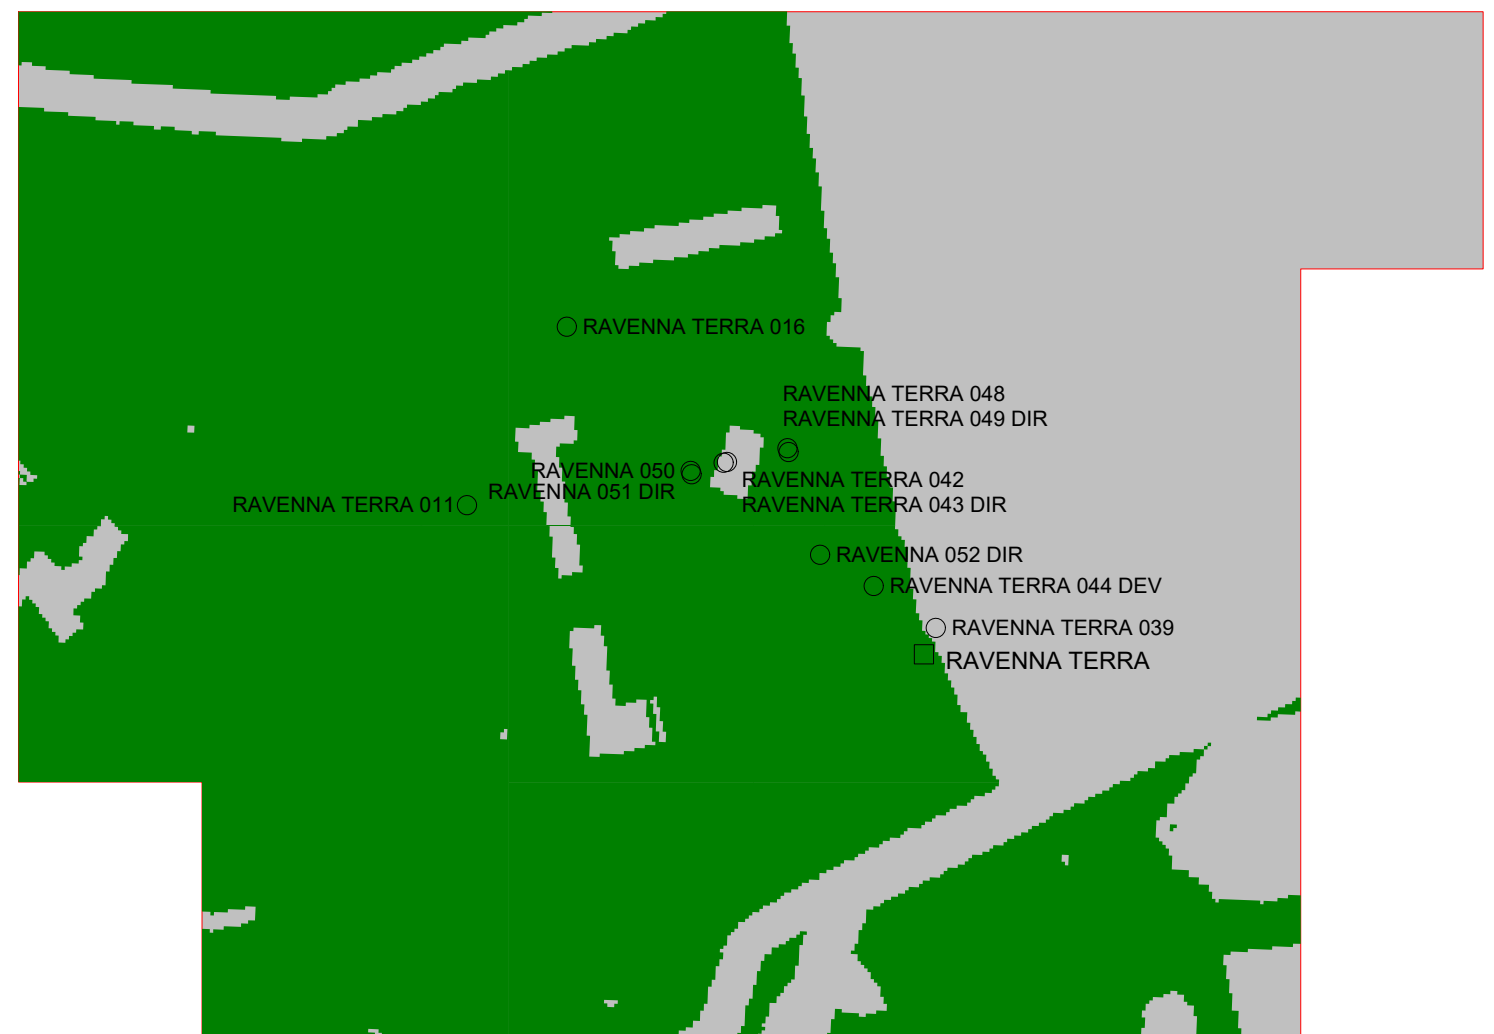 RAVENNA TERRA 016
RAVENNA TERRA 048
RAVENNA TERRA 049 DIR
RAVENNA 050
RAVENNA 051 DIR
RAVENNA TERRA 042
RAVENNA TERRA 043 DIR
RAVENNA TERRA 011
RAVENNA 052 DIR
RAVENNA TERRA 044 DEV
RAVENNA TERRA 039
RAVENNA TERRA